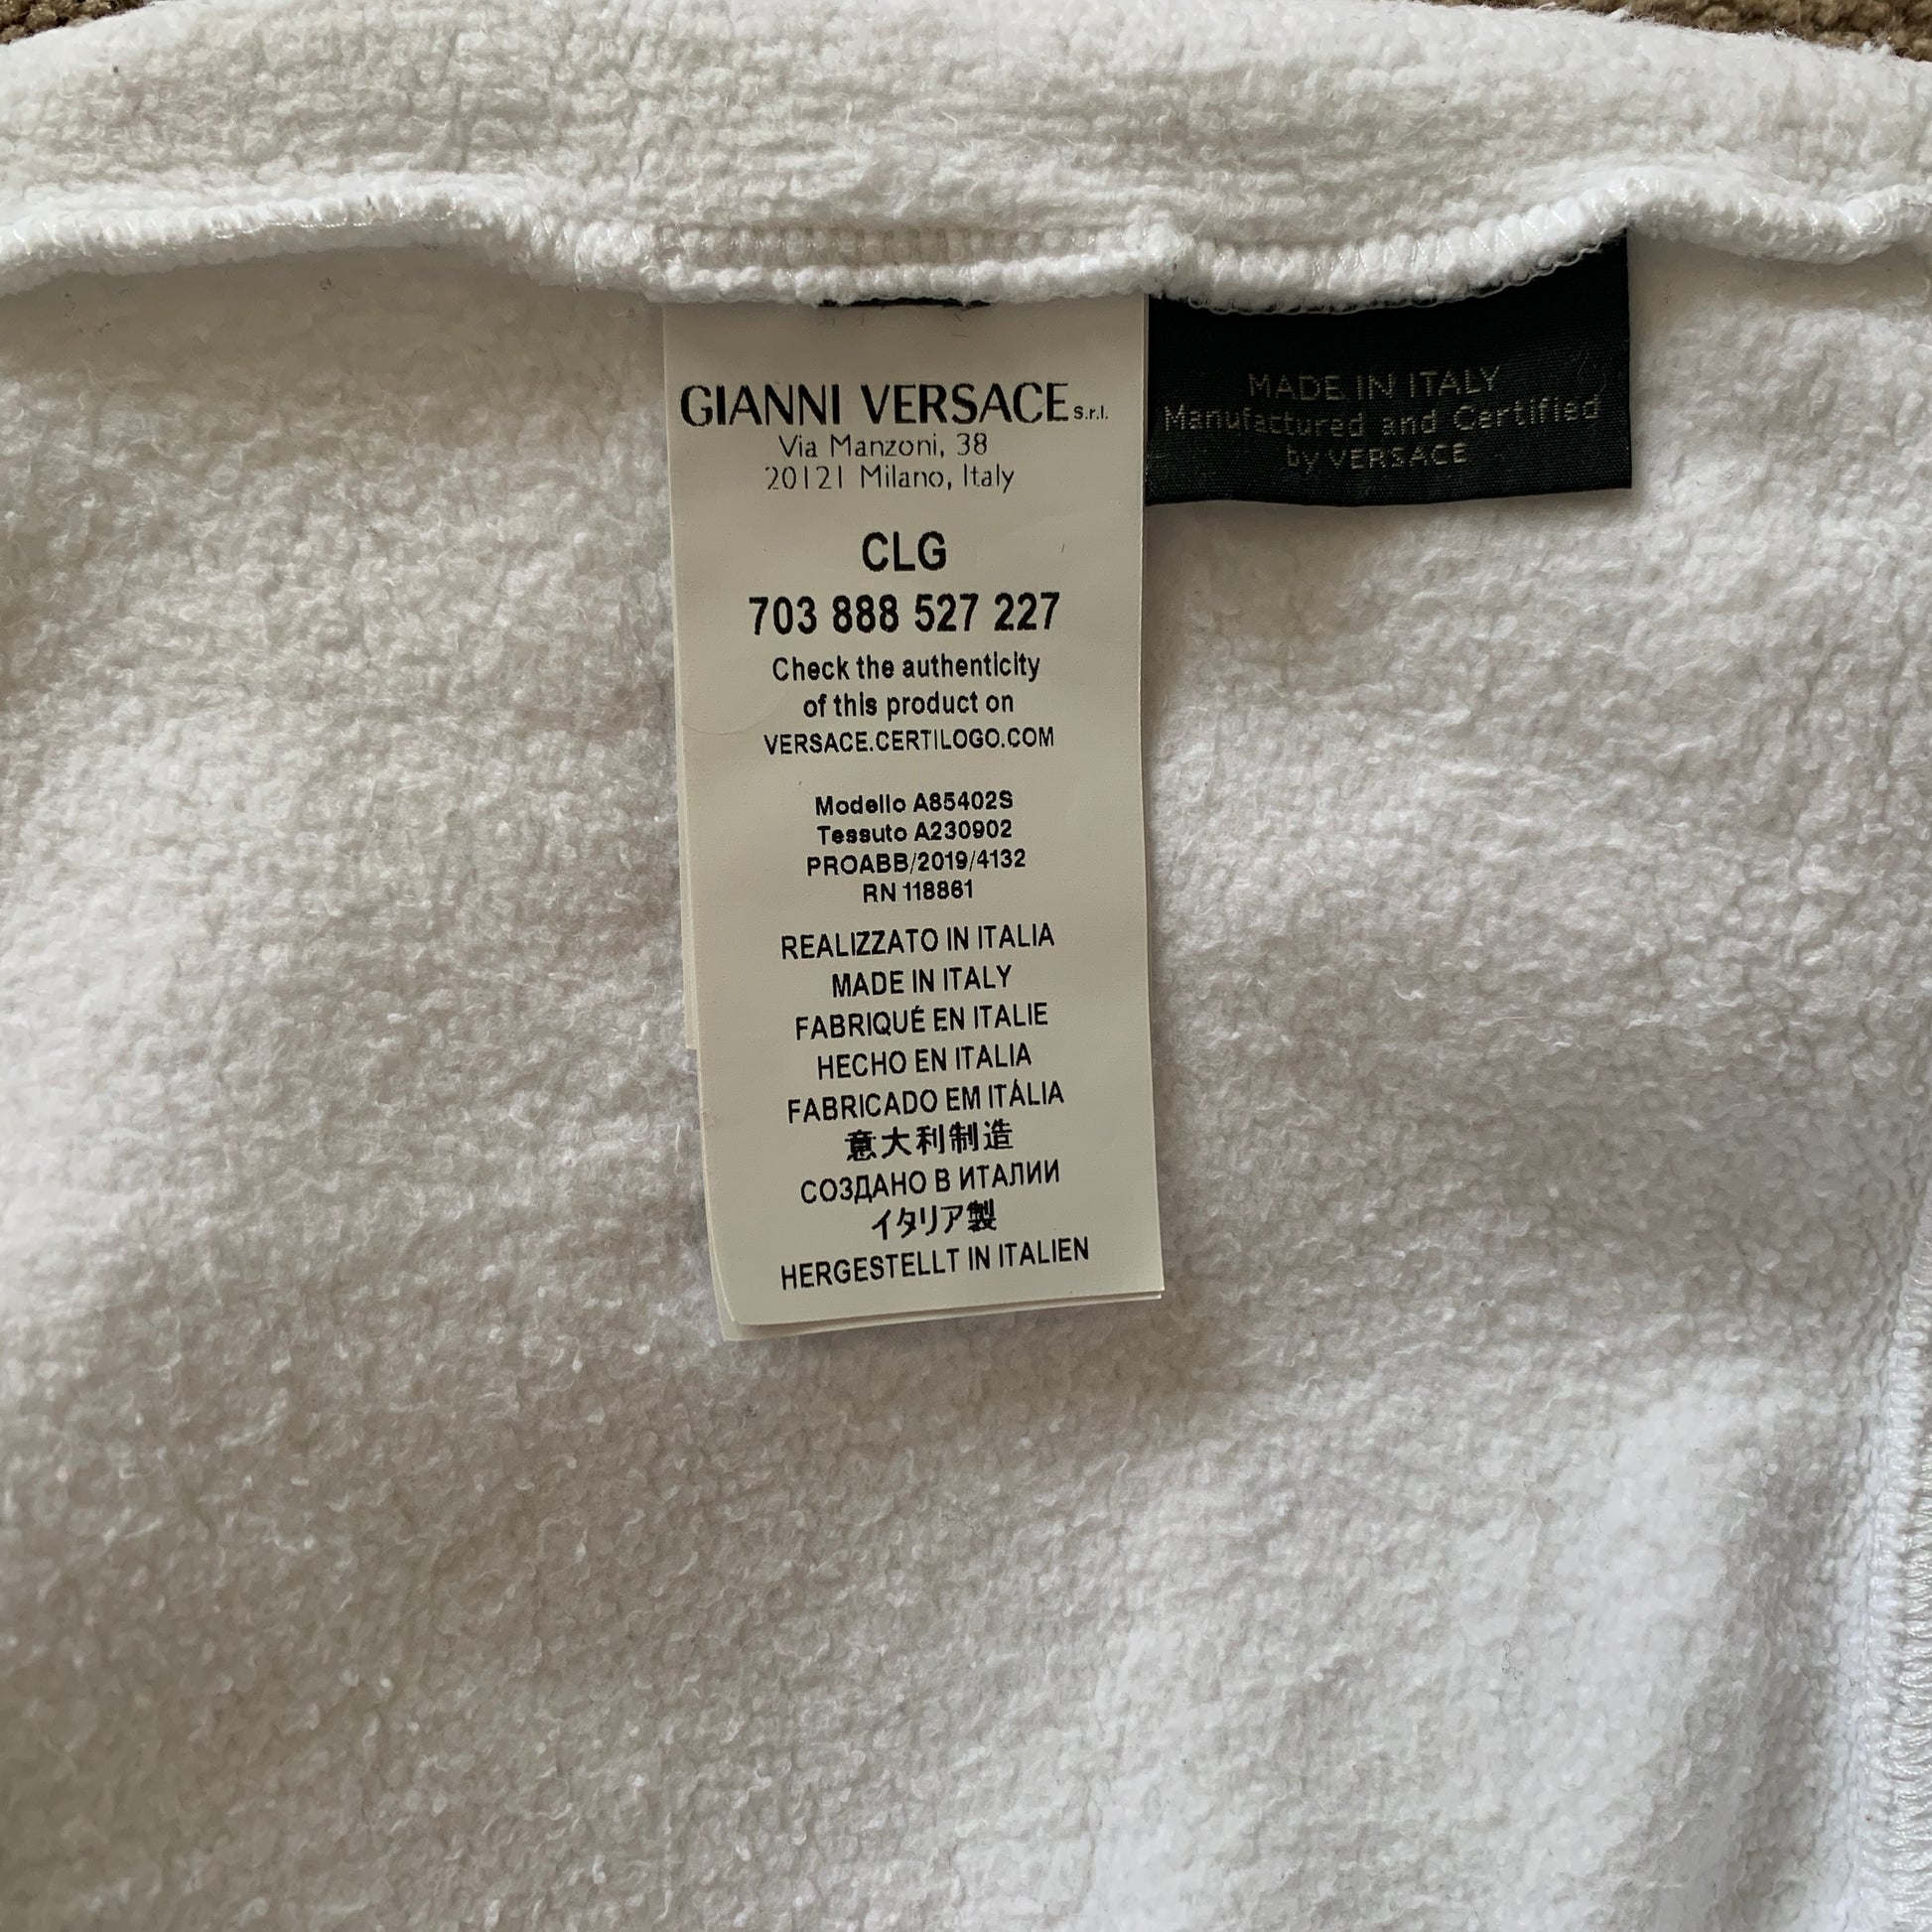 GIANNI VERSACE s.r.l.
Via Manzoni, 38
20121 Milano, Italy
CLG
703 888 527 227
Check the authenticity
of this product on
VERSACE.CERTILOGO.COM
Modello A85402S
Tessuto A230902
PROABB/2019/4132
RN 118861
REALIZZATO IN ITALIA
MADE IN ITALY
FABRIQUÉ EN ITALIE
HECHO EN ITALIA
FABRICADO EM ITÁLIA
意大利制造
СОЗДАНО В ИТАЛИИ
イタリア製
HERGESTELLT IN ITALIEN
MADE IN ITALY
Manufactured and Certified
by VERSACE